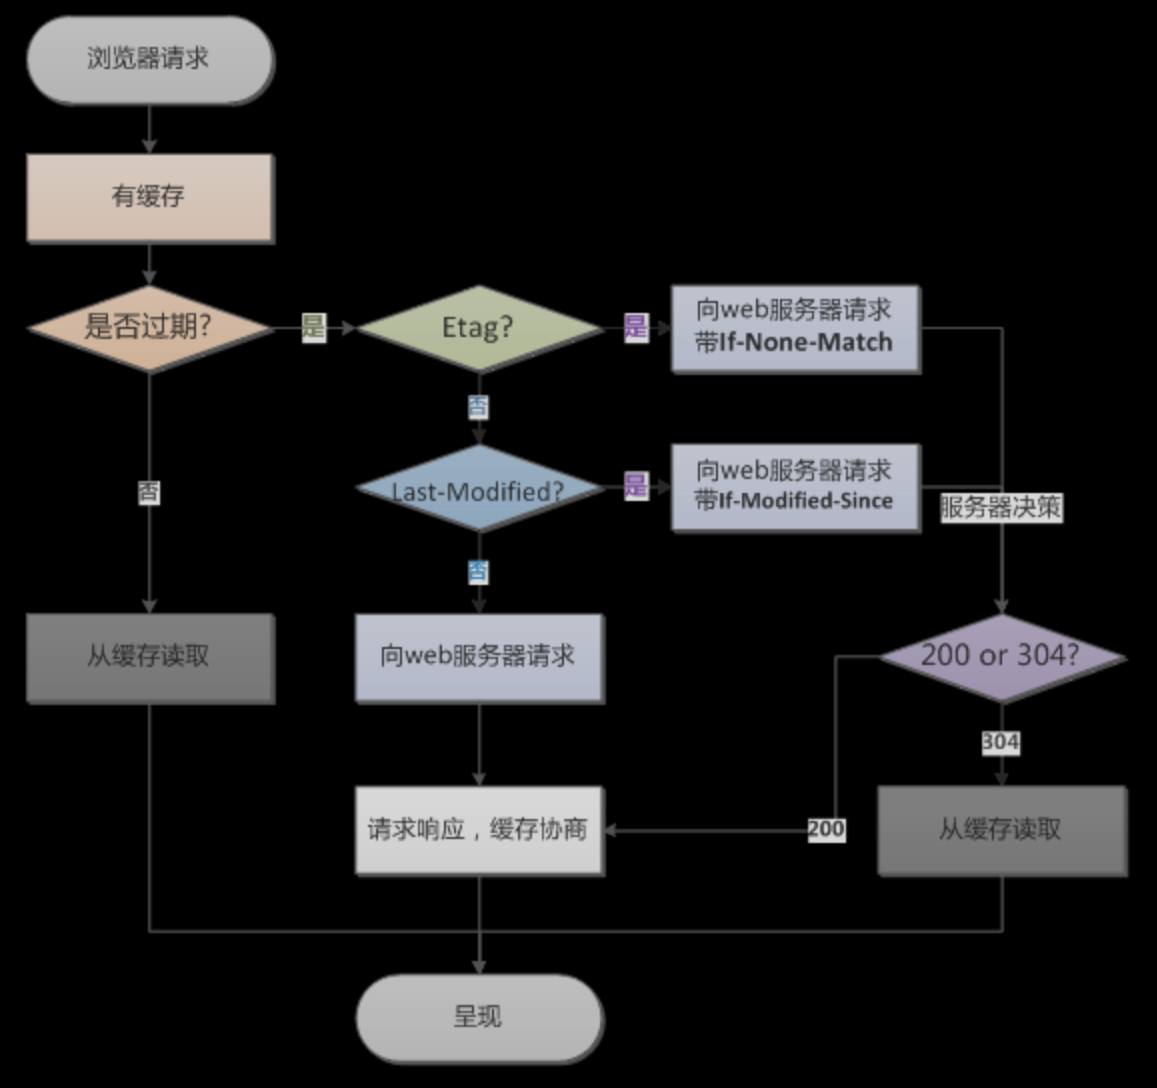 浏览器请求
有缓存
是否过期?
是
Etag?
是
向web服务器请求
带If-None-Match
否
否
Last-Modified?
是
向web服务器请求
带If-Modified-Since
服务器决策
否
从缓存读取
向web服务器请求
200 or 304?
304
请求响应，缓存协商
200
从缓存读取
呈现